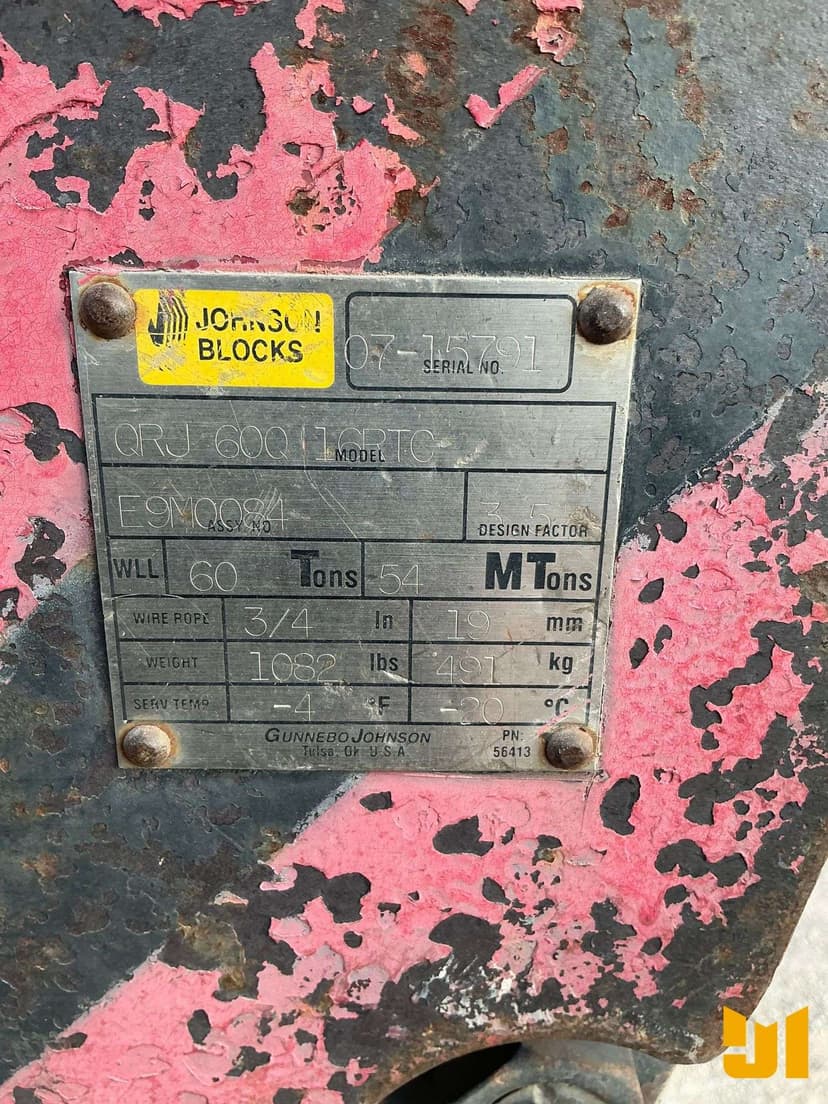 JOHNSON
BLOCKS
07-15791
SERIAL NO.
QRJ 60Q
MODEL
E9M0084
ASSY NO
3.5
DESIGN FACTOR
WLL 60 Tons 54 MTons
WIRE ROPE 3/4 In 19 mm
WEIGHT 1082 lbs 491 kg
SERV TEMP -4 °F -20 °C
GUNNEBO JOHNSON
Tulsa, Ok U.S.A
PN:
56413